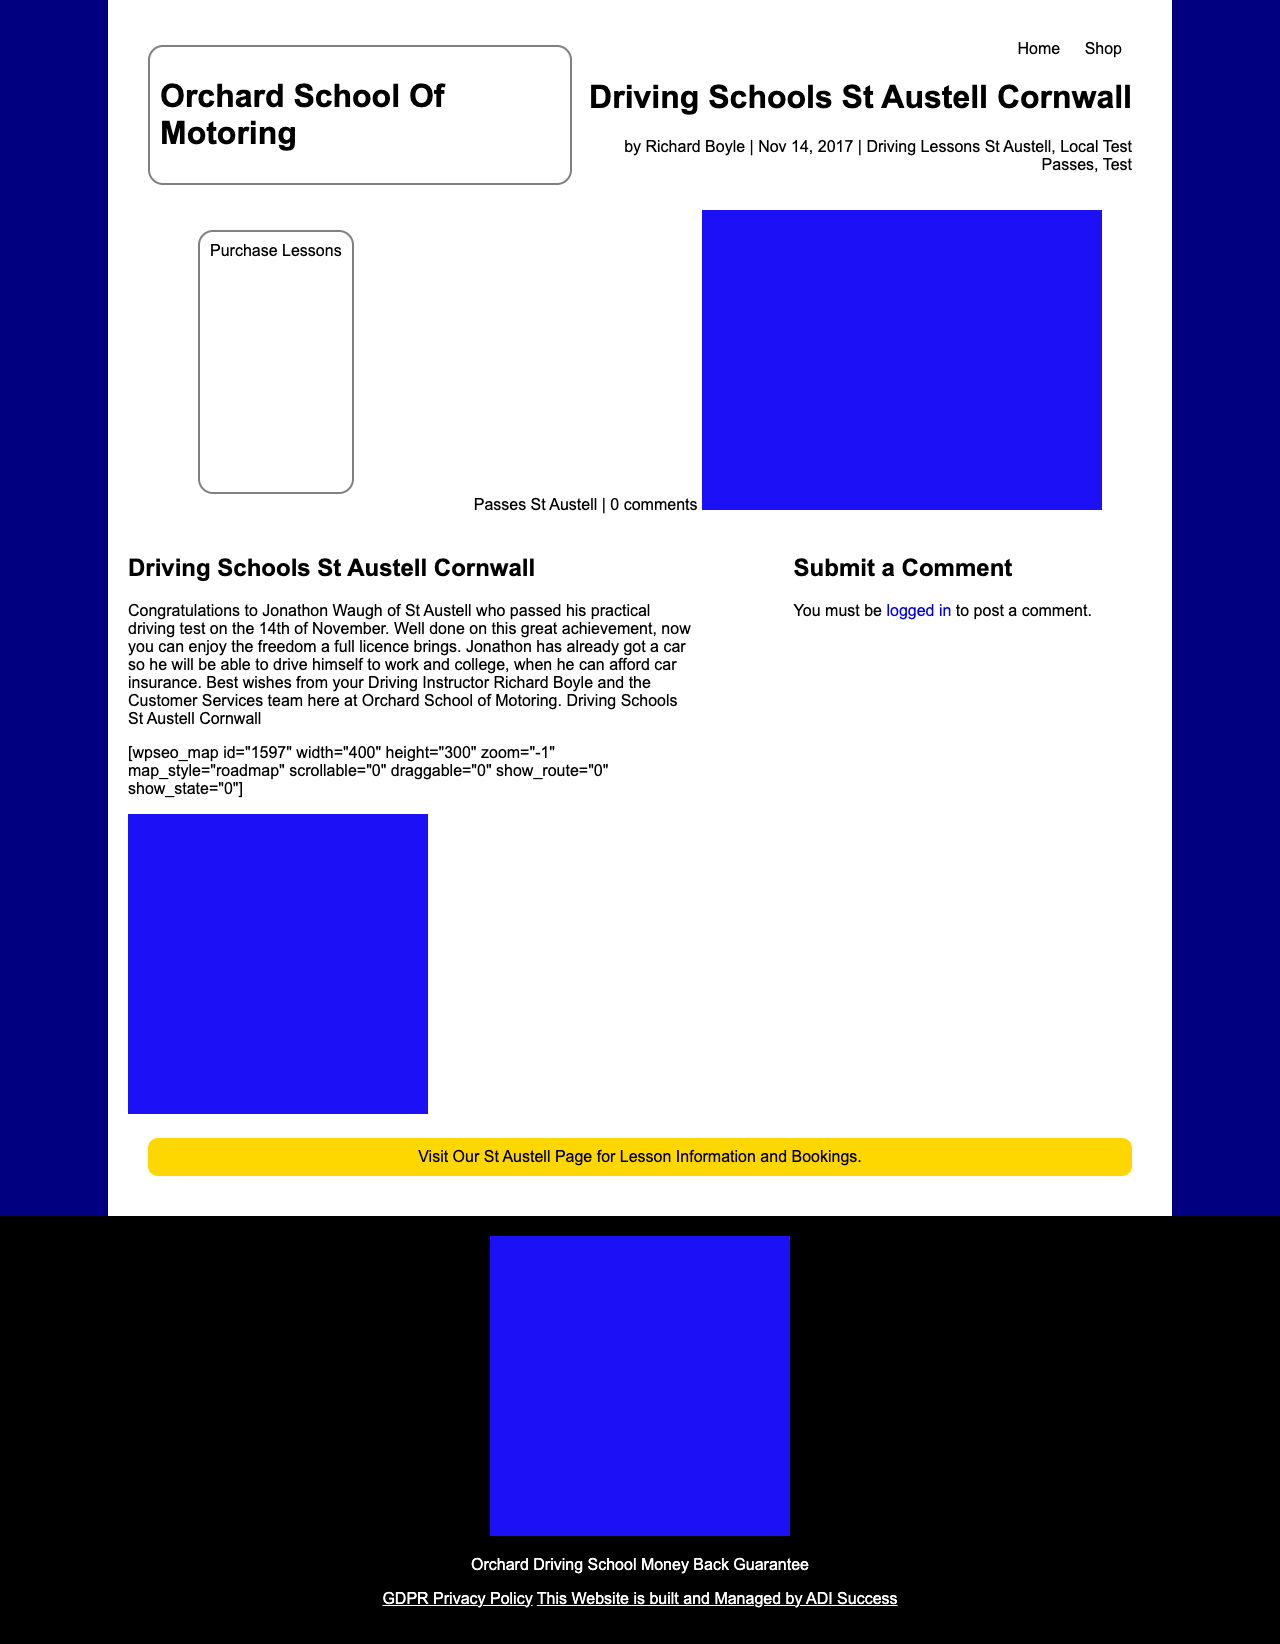 Home Shop
Orchard School Of
Motoring
Driving Schools St Austell Cornwall
by Richard Boyle | Nov 14, 2017 | Driving Lessons St Austell, Local Test
Passes, Test
Purchase Lessons
Passes St Austell | 0 comments
Driving Schools St Austell Cornwall
Congratulations to Jonathon Waugh of St Austell who passed his practical
driving test on the 14th of November. Well done on this great achievement, now
you can enjoy the freedom a full licence brings. Jonathon has already got a car
so he will be able to drive himself to work and college, when he can afford car
insurance. Best wishes from your Driving Instructor Richard Boyle and the
Customer Services team here at Orchard School of Motoring. Driving Schools
St Austell Cornwall
[wpseo_map id="1597" width="400" height="300" zoom="-1"
map_style="roadmap" scrollable="0" draggable="0" show_route="0"
show_state="0"]
Submit a Comment
You must be logged in to post a comment.
Visit Our St Austell Page for Lesson Information and Bookings.
Orchard Driving School Money Back Guarantee
GDPR Privacy Policy This Website is built and Managed by ADI Success